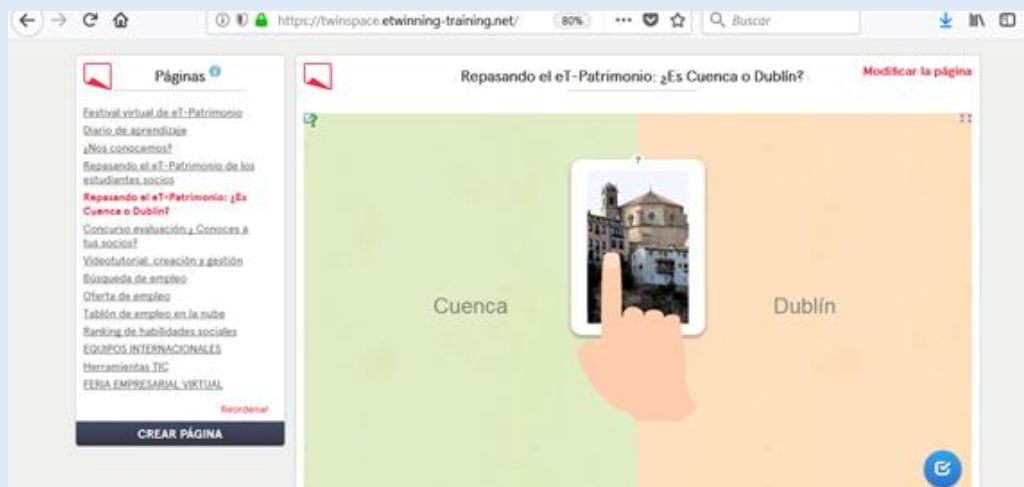 https://twinspace.etwinning-training.net/ 80% Buscar
Páginas
Festival virtual de eT-Patrimonio
Diario de aprendizaje
¿Nos conocemos?
Repasando el eT-Patrimonio de los
estudiantes socios
Repasando el eT-Patrimonio: ¿Es
Cuenca o Dublín?
Concurso evaluación ¿ Conoces a
tus socios?
Videotutorial: creación y gestión
Búsqueda de empleo
Oferta de empleo
Tablón de empleo en la nube
Ranking de habilidades sociales
EQUIPOS INTERNACIONALES
Herramientas TIC
FERIA EMPRESARIAL VIRTUAL
Reordenar
CREAR PÁGINA
Repasando el eT-Patrimonio: ¿Es Cuenca o Dublín?
Modificar la página
?
Cuenca
Dublín